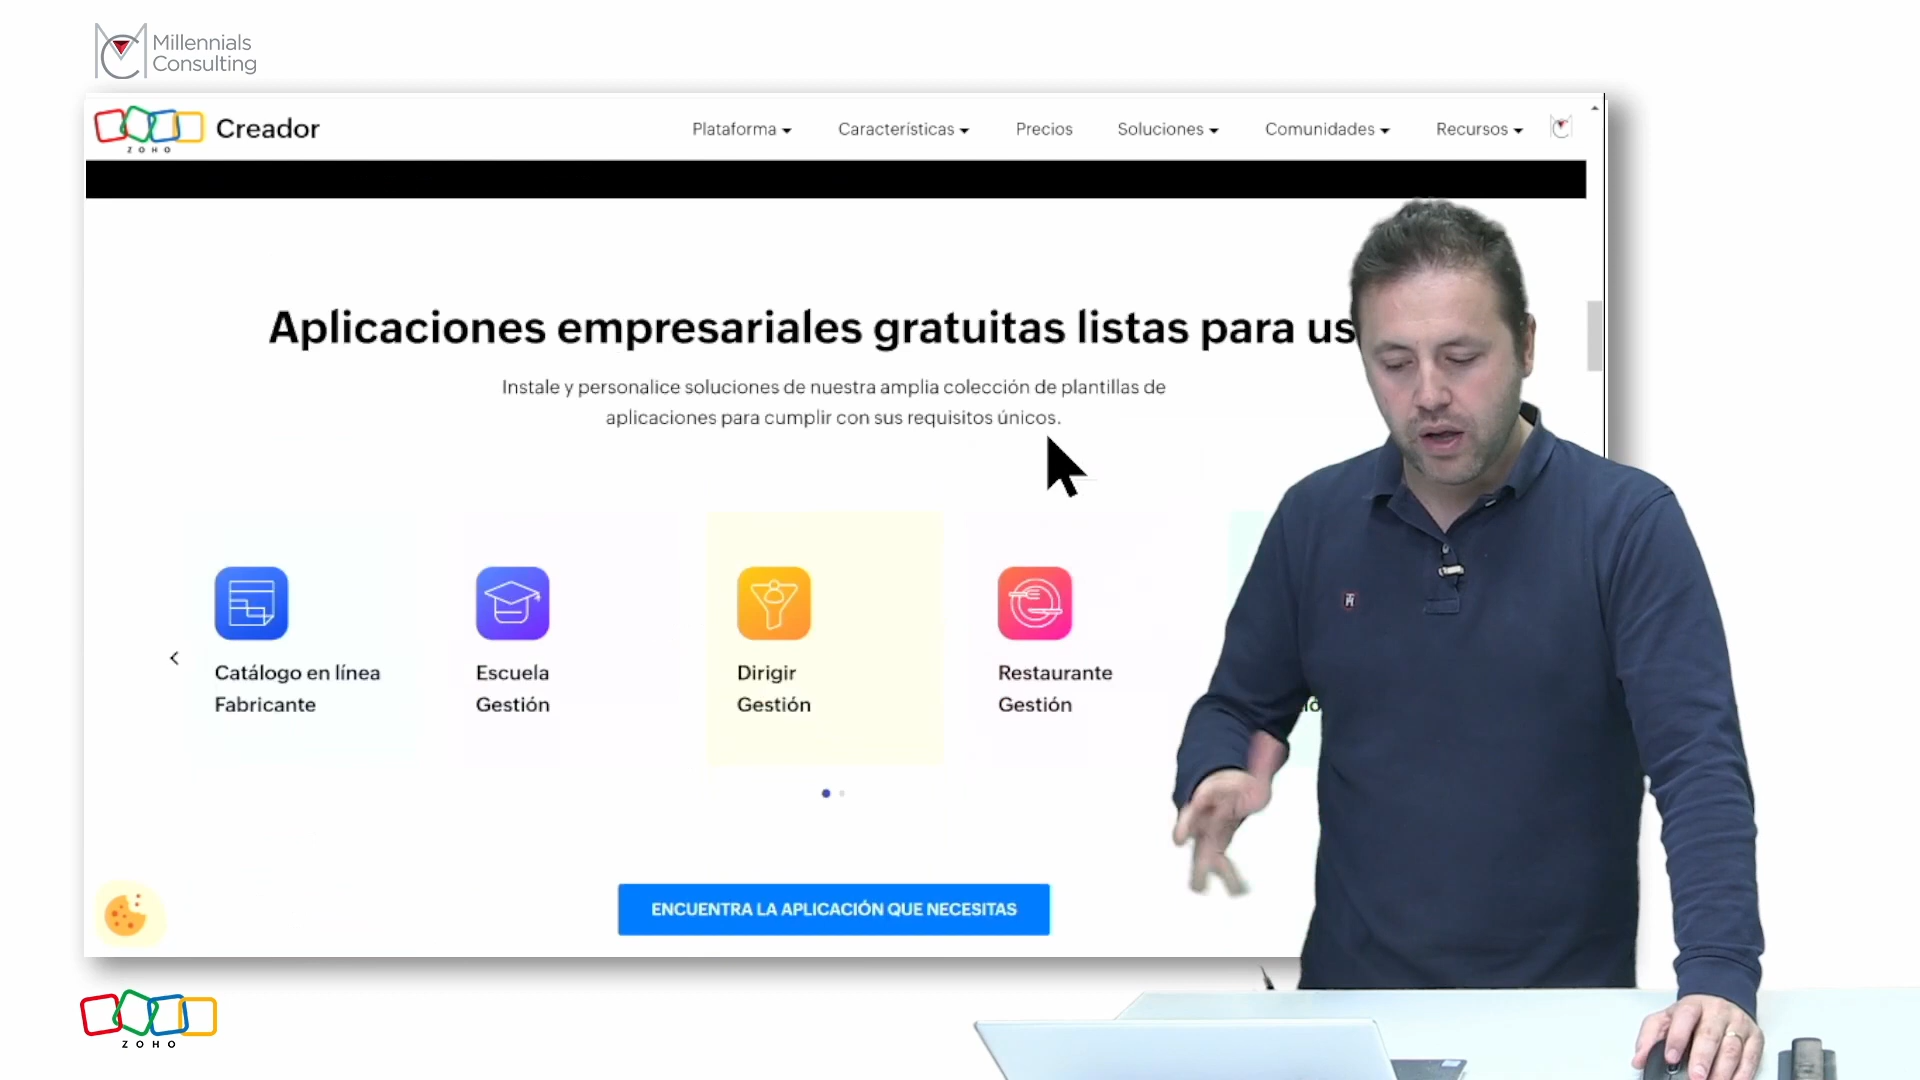 Millennials
Consulting
ZOHO
Creador
Plataforma
Características
Precios
Soluciones
Comunidades
Recursos
Aplicaciones empresariales gratuitas listas para us
Instale y personalice soluciones de nuestra amplia colección de plantillas de
aplicaciones para cumplir con sus requisitos únicos.
Catálogo en línea
Fabricante
Escuela
Gestión
Dirigir
Gestión
Restaurante
Gestión
ENCUENTRA LA APLICACIÓN QUE NECESITAS
ZOHO